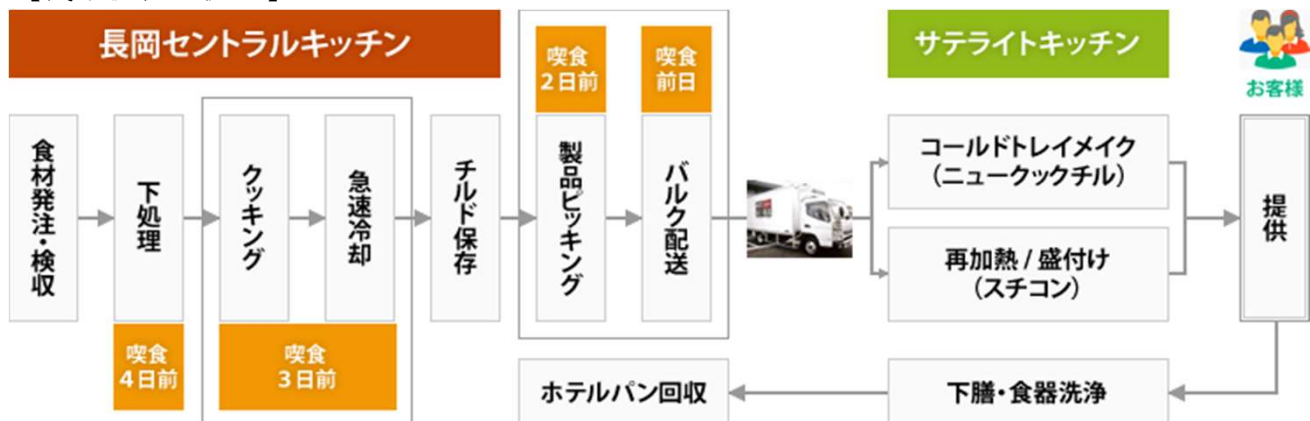 長岡セントラルキッチン
喫食
2日前
喫食
前日
サテライトキッチン
お客様
食材発注・検収
下処理
クッキング
急速冷却
チルド保存
製品ピッキング
バルク配送
コールドトレイメイク
(ニュークックチル)
再加熱 / 盛付け
(スチコン)
提供
喫食
4日前
喫食
3日前
ホテルパン回収
下膳・食器洗浄